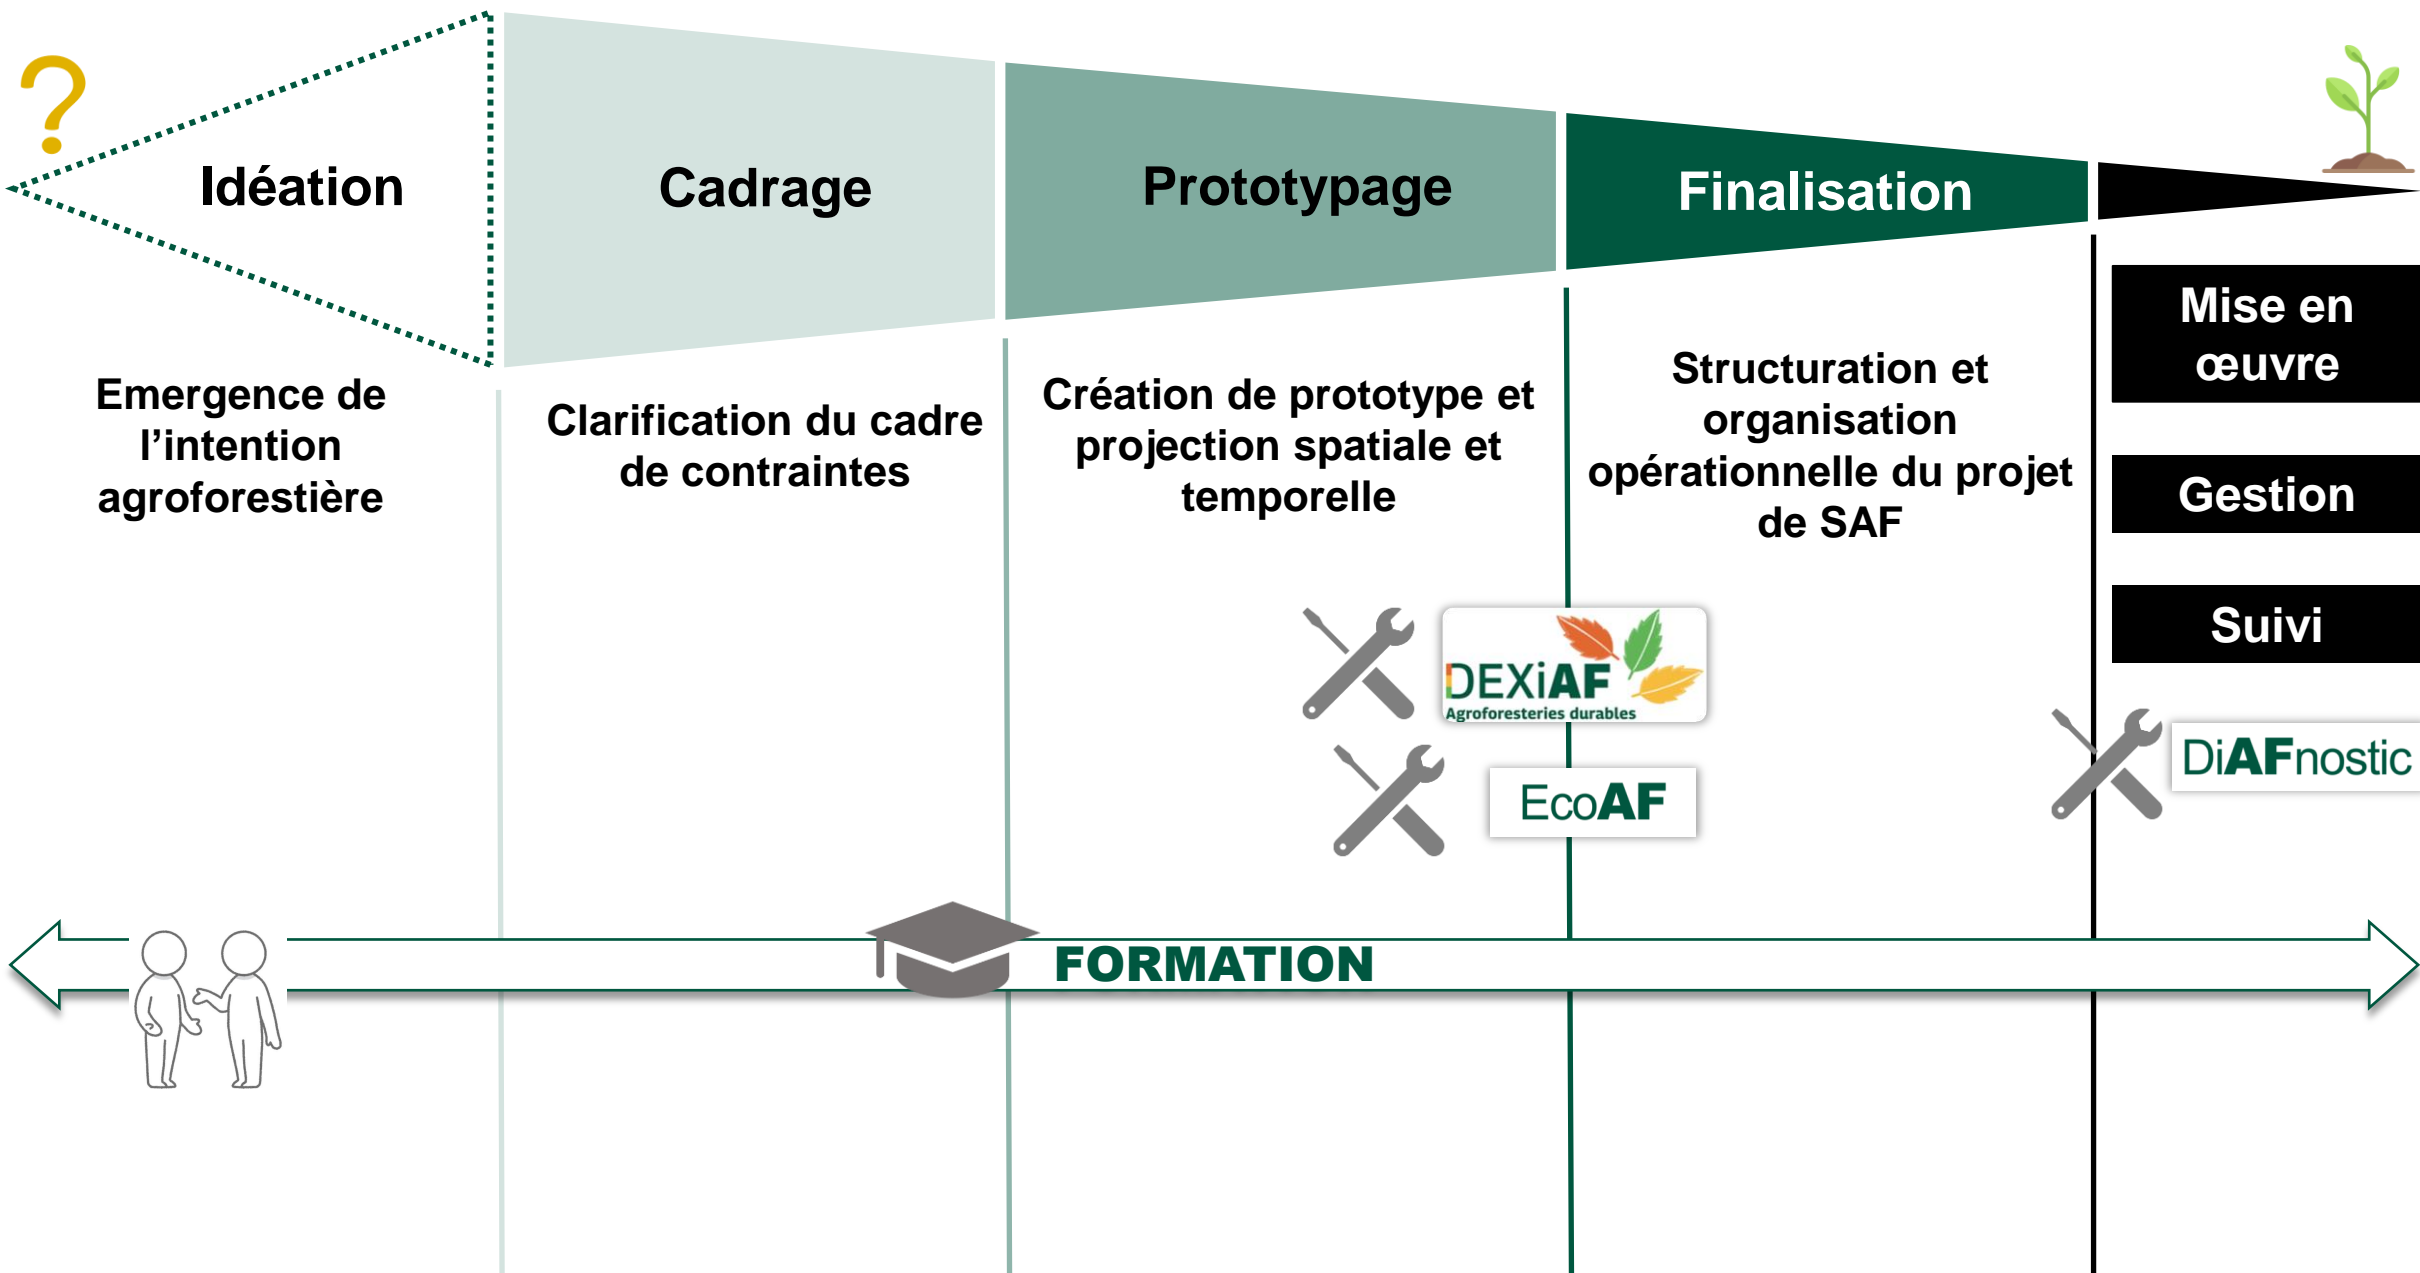 Idéation
Cadrage
Prototypage
Finalisation
Emergence de
l’intention
agroforestière
Clarification du cadre
de contraintes
Création de prototype et
projection spatiale et
temporelle
Structuration et
organisation
opérationnelle du projet
de SAF
Mise en
œuvre
Gestion
Suivi
DEXiAF
Agroforesteries durables
EcoAF
DiAFnostic
FORMATION